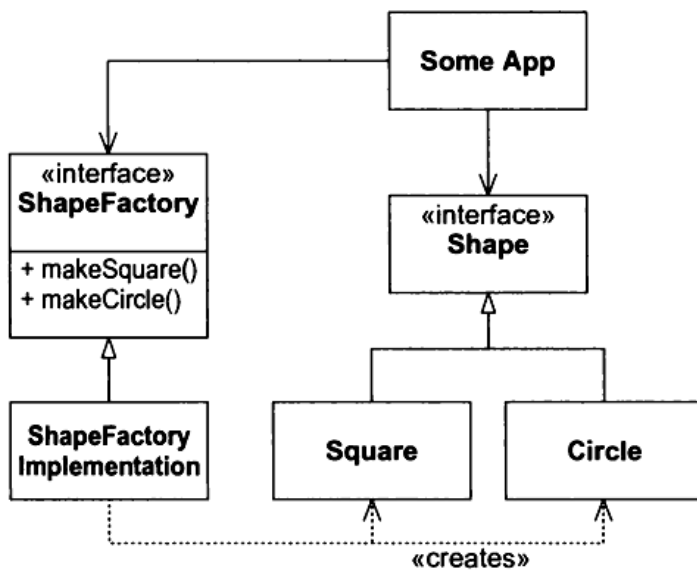 Some App
«interface»
ShapeFactory
+ makeSquare()
+ makeCircle()
«interface»
Shape
ShapeFactory
Implementation
Square
Circle
«creates»